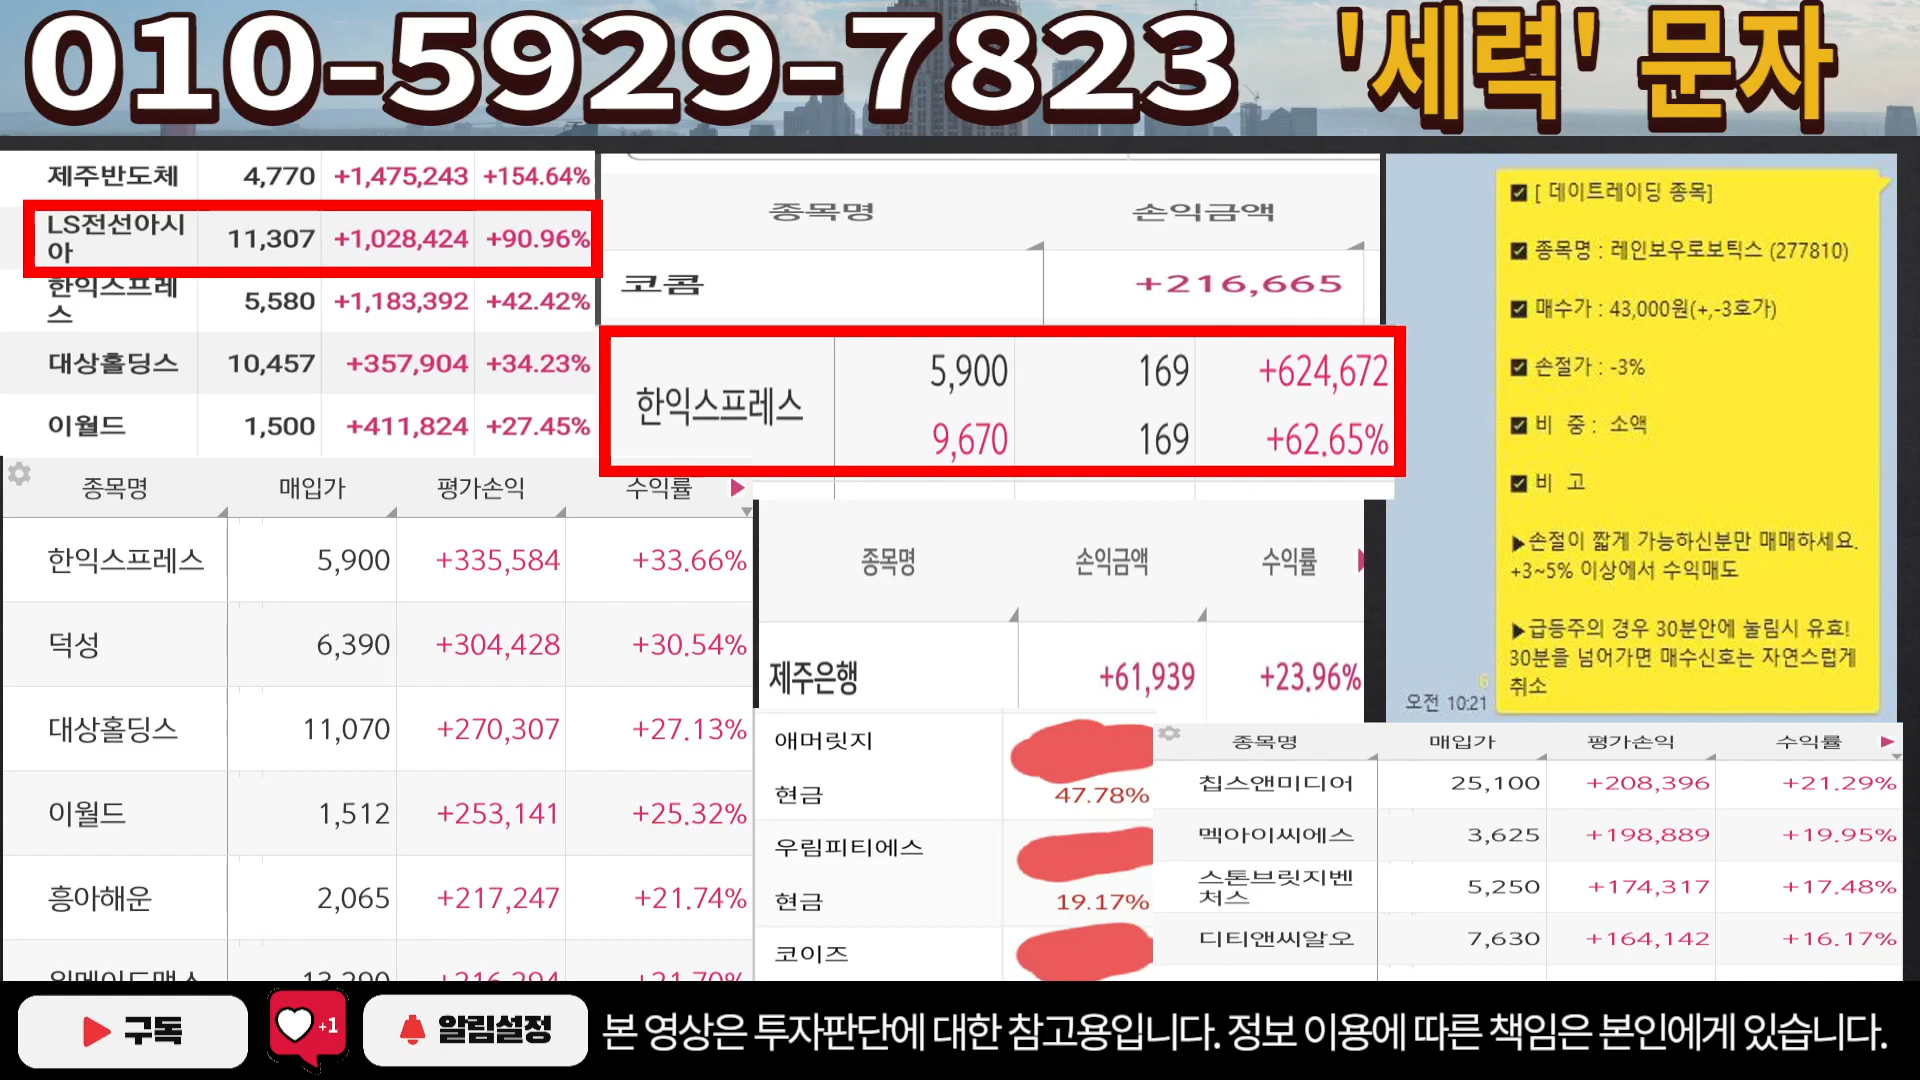 010-5929-7823 '세력' 문자
제주반도체 4,770 +1,475,243 +154.64%
LS전선아시
아 11,307 +1,028,424 +90.96%
한익스프레
스 5,580 +1,183,392 +42.42%
대상홀딩스 10,457 +357,904 +34.23%
이월드 1,500 +411,824 +27.45%
종목명 손익금액
코콤 +216,665
한익스프레스 5,900 169 +624,672
9,670 169 +62.65%
[ 데이트레이딩 종목]
종목명 : 레인보우로보틱스 (277810)
매수가 : 43,000원(+,-3호가)
손절가 : -3%
비 중 : 소액
비 고
▶손절이 짧게 가능하신분만 매매하세요.
+3~5% 이상에서 수익매도
▶급등주의 경우 30분안에 눌림시 유효!
30분을 넘어가면 매수신호는 자연스럽게
취소
6
오전 10:21
종목명 매입가 평가손익 수익률
한익스프레스 5,900 +335,584 +33.66%
덕성 6,390 +304,428 +30.54%
대상홀딩스 11,070 +270,307 +27.13%
이월드 1,512 +253,141 +25.32%
흥아해운 2,065 +217,247 +21.74%
종목명 손익금액 수익률
제주은행 +61,939 +23.96%
애머릿지
현금 47.78%
우림피티에스
현금 19.17%
코이즈
종목명 매입가 평가손익 수익률
칩스앤미디어 25,100 +208,396 +21.29%
멕아이씨에스 3,625 +198,889 +19.95%
스톤브릿지벤
처스 5,250 +174,317 +17.48%
디티앤씨알오 7,630 +164,142 +16.17%
구독 +1 알림설정 본 영상은 투자판단에 대한 참고용입니다. 정보 이용에 따른 책임은 본인에게 있습니다.